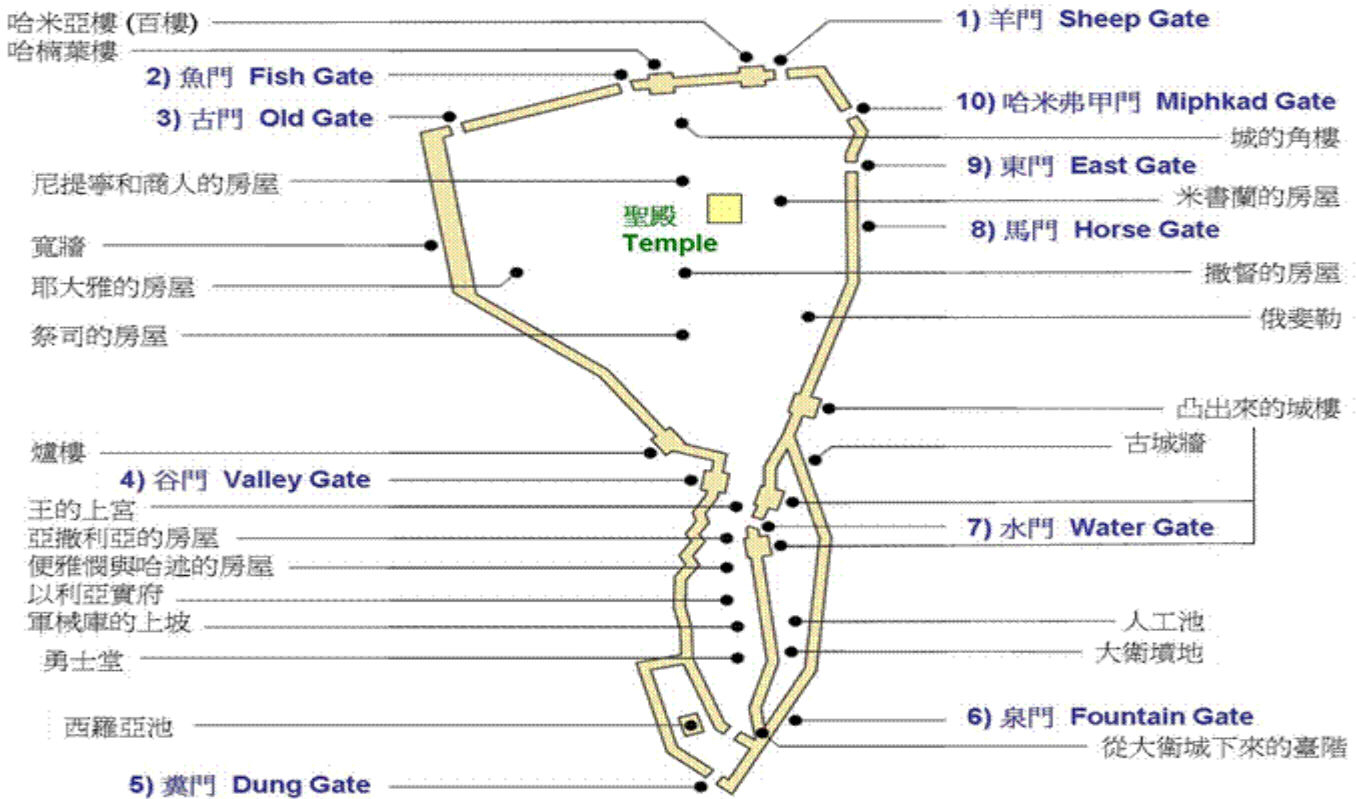 哈米亞樓 (百樓)
哈楠葉樓
2) 魚門 Fish Gate
3) 古門 Old Gate
尼提寧和商人的房屋
寬牆
耶大雅的房屋
祭司的房屋
爐樓
4) 谷門 Valley Gate
王的上宮
亞撒利亞的房屋
便雅憫與哈述的房屋
以利亞實府
軍械庫的上坡
勇士堂
西羅亞池
5) 糞門 Dung Gate
聖殿
Temple
1) 羊門 Sheep Gate
10) 哈米弗甲門 Miphkad Gate
城的角樓
9) 東門 East Gate
米書蘭的房屋
8) 馬門 Horse Gate
撒督的房屋
俄斐勒
凸出來的城樓
古城牆
7) 水門 Water Gate
人工池
大衛墳地
6) 泉門 Fountain Gate
從大衛城下來的臺階